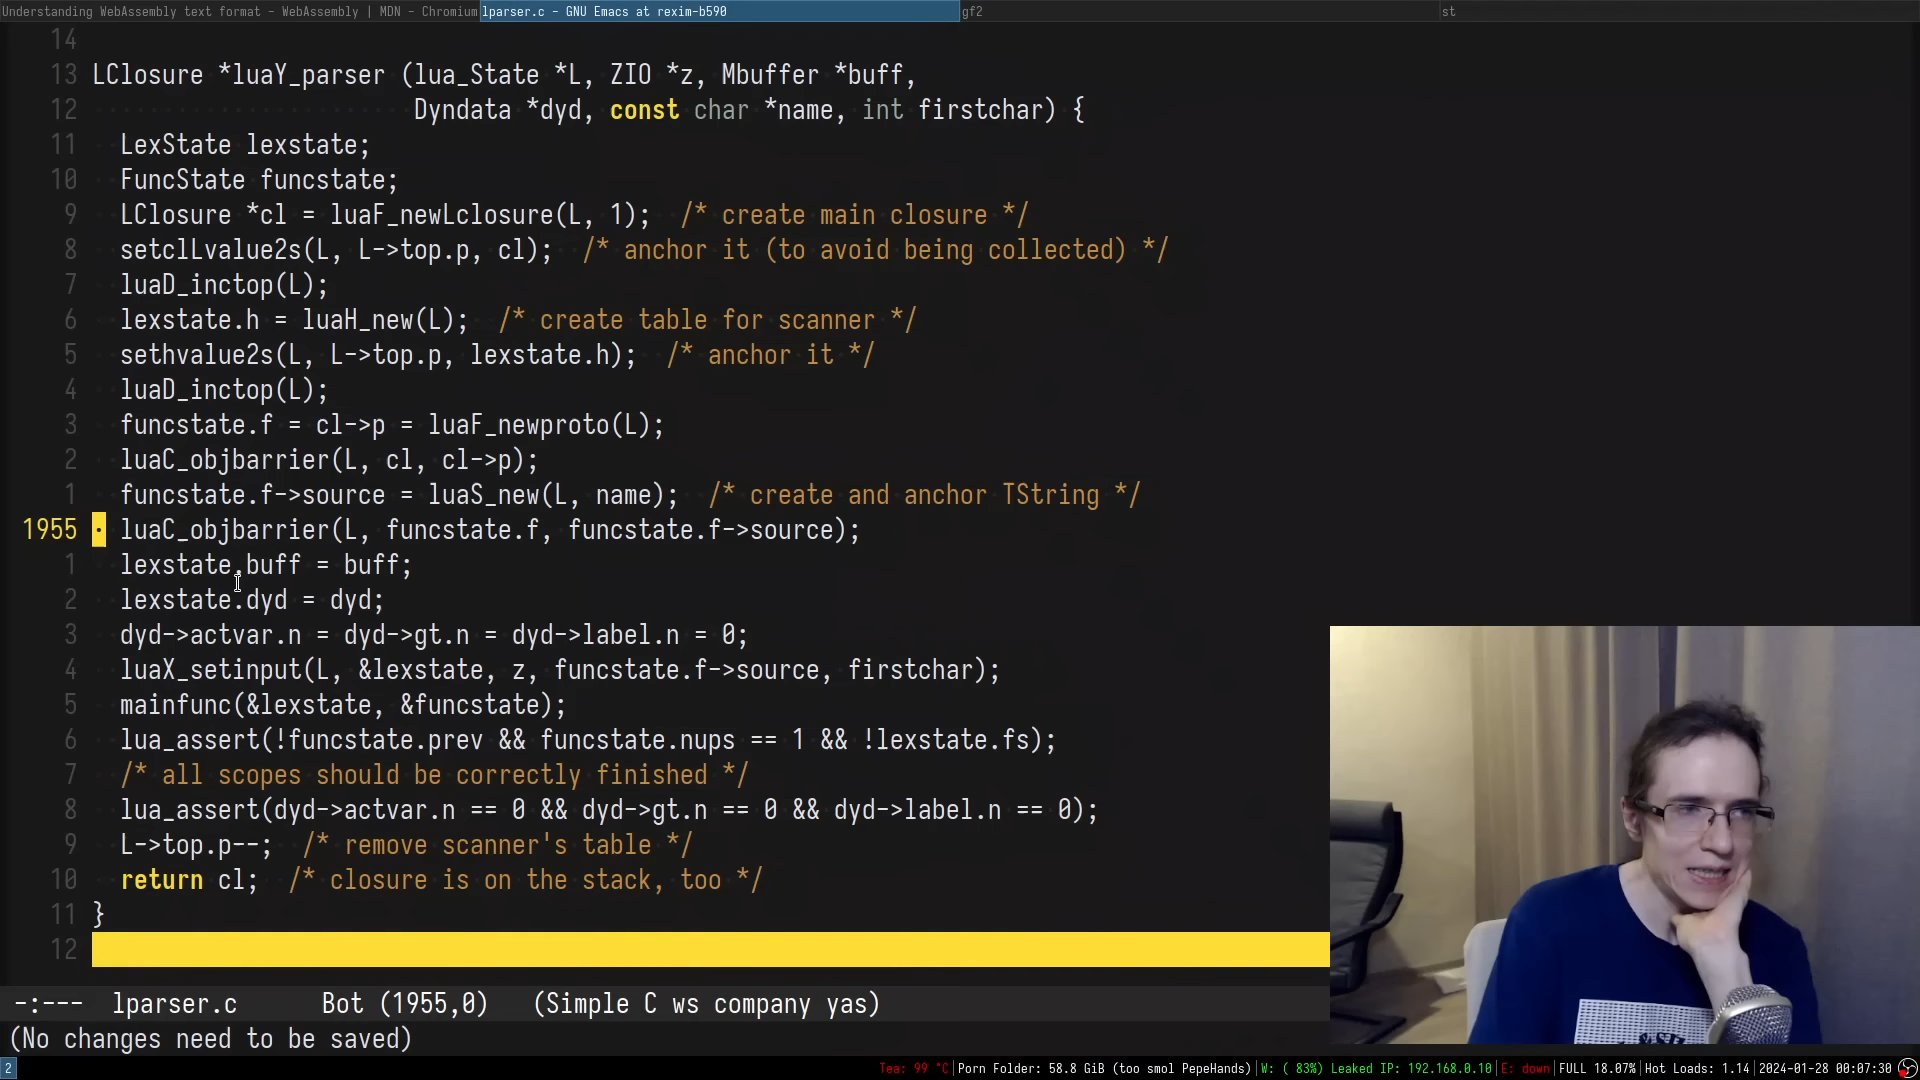 Understanding WebAssembly text format - WebAssembly | MDN - Chromium
lparser.c - GNU Emacs at rexim-b590
gf2
st
14
13 LClosure *luaY_parser (lua_State *L, ZIO *z, Mbuffer *buff,
12 Dyndata *dyd, const char *name, int firstchar) {
11 LexState lexstate;
10 FuncState funcstate;
9 LClosure *cl = luaF_newLclosure(L, 1); /* create main closure */
8 setclLvalue2s(L, L->top.p, cl); /* anchor it (to avoid being collected) */
7 luaD_inctop(L);
6 lexstate.h = luaH_new(L); /* create table for scanner */
5 sethvalue2s(L, L->top.p, lexstate.h); /* anchor it */
4 luaD_inctop(L);
3 funcstate.f = cl->p = luaF_newproto(L);
2 luaC_objbarrier(L, cl, cl->p);
1 funcstate.f->source = luaS_new(L, name); /* create and anchor TString */
1955 luaC_objbarrier(L, funcstate.f, funcstate.f->source);
1 lexstate.buff = buff;
2 lexstate.dyd = dyd;
3 dyd->actvar.n = dyd->gt.n = dyd->label.n = 0;
4 luaX_setinput(L, &lexstate, z, funcstate.f->source, firstchar);
5 mainfunc(&lexstate, &funcstate);
6 lua_assert(!funcstate.prev && funcstate.nups == 1 && !lexstate.fs);
7 /* all scopes should be correctly finished */
8 lua_assert(dyd->actvar.n == 0 && dyd->gt.n == 0 && dyd->label.n == 0);
9 L->top.p--; /* remove scanner's table */
10 return cl; /* closure is on the stack, too */
11 }
12
-:--- lparser.c Bot (1955,0) (Simple C ws company yas)
(No changes need to be saved)
2 Tea: 99 °C|Porn Folder: 58.8 GiB (too smol PepeHands)|W: ( 83%) Leaked IP: 192.168.0.10|E: down|FULL 18.07%|Hot Loads: 1.14|2024-01-28 00:07:30